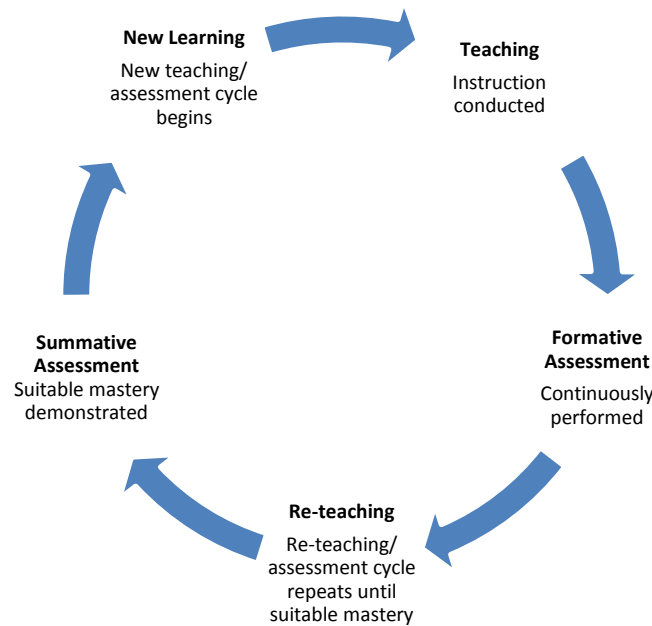 New Learning
New teaching/
assessment cycle
begins
Teaching
Instruction
conducted
Formative
Assessment
Continuously
performed
Re-teaching
Re-teaching/
assessment cycle
repeats until
suitable mastery
Summative
Assessment
Suitable mastery
demonstrated